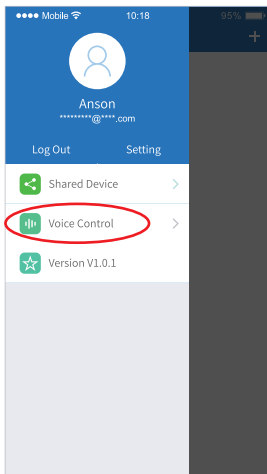 Mobile 10:18 95%
+
Anson
*********@****.com
Log Out Setting
Shared Device
Voice Control
Version V1.0.1